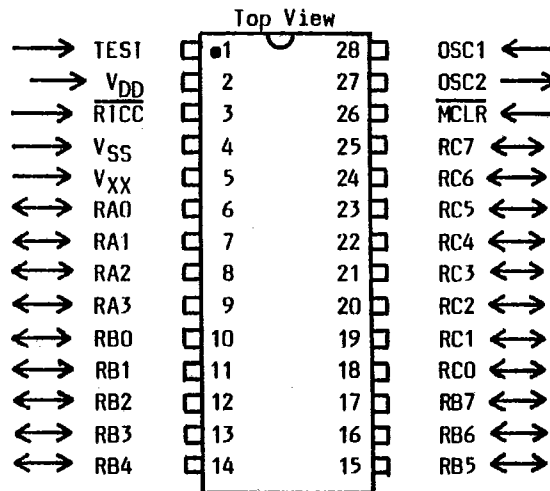 Top View
TEST 1 28 OSC1
VDD 2 27 OSC2
RTCC 3 26 MCLR
VSS 4 25 RC7
VXX 5 24 RC6
RA0 6 23 RC5
RA1 7 22 RC4
RA2 8 21 RC3
RA3 9 20 RC2
RB0 10 19 RC1
RB1 11 18 RC0
RB2 12 17 RB7
RB3 13 16 RB6
RB4 14 15 RB5